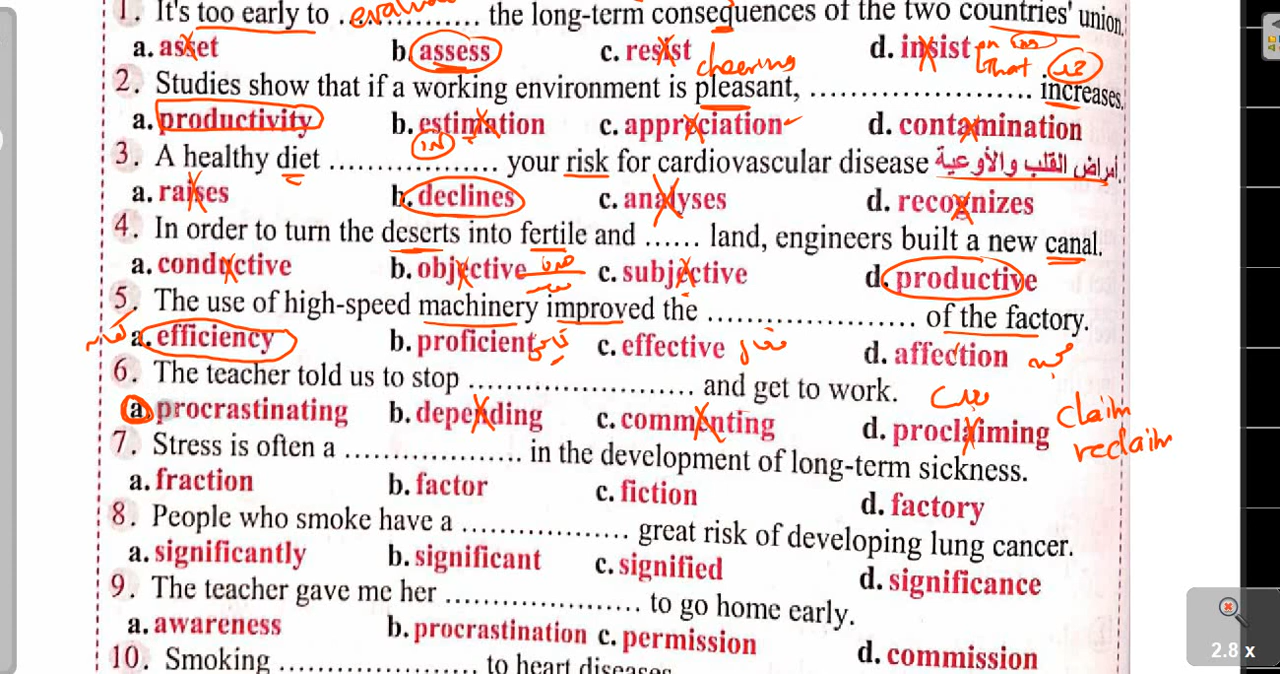 1. It's too early to .................. the long-term consequences of the two countries' union.
a. asset b. assess c. resist d. insist on that
cheering
2. Studies show that if a working environment is pleasant, ...................... increases.
a. productivity b. estimation c. appreciation d. contamination
3. A healthy diet .................. your risk for cardiovascular disease أمراض القلب والأوعية.
a. raises b. declines c. analyses d. recognizes
4. In order to turn the deserts into fertile and ...... land, engineers built a new canal.
a. conductive b. objective c. subjective d. productive
5. The use of high-speed machinery improved the ...................... of the factory.
a. efficiency b. proficient c. effective d. affection
6. The teacher told us to stop ........................ and get to work.
a. procrastinating b. depending c. commenting d. proclaiming
claim
reclaim
7. Stress is often a ................... in the development of long-term sickness.
a. fraction b. factor c. fiction d. factory
8. People who smoke have a .................. great risk of developing lung cancer.
a. significantly b. significant c. signified d. significance
9. The teacher gave me her ..................... to go home early.
a. awareness b. procrastination c. permission d. commission
10. Smoking ..................... to heart diseases
2.8 x